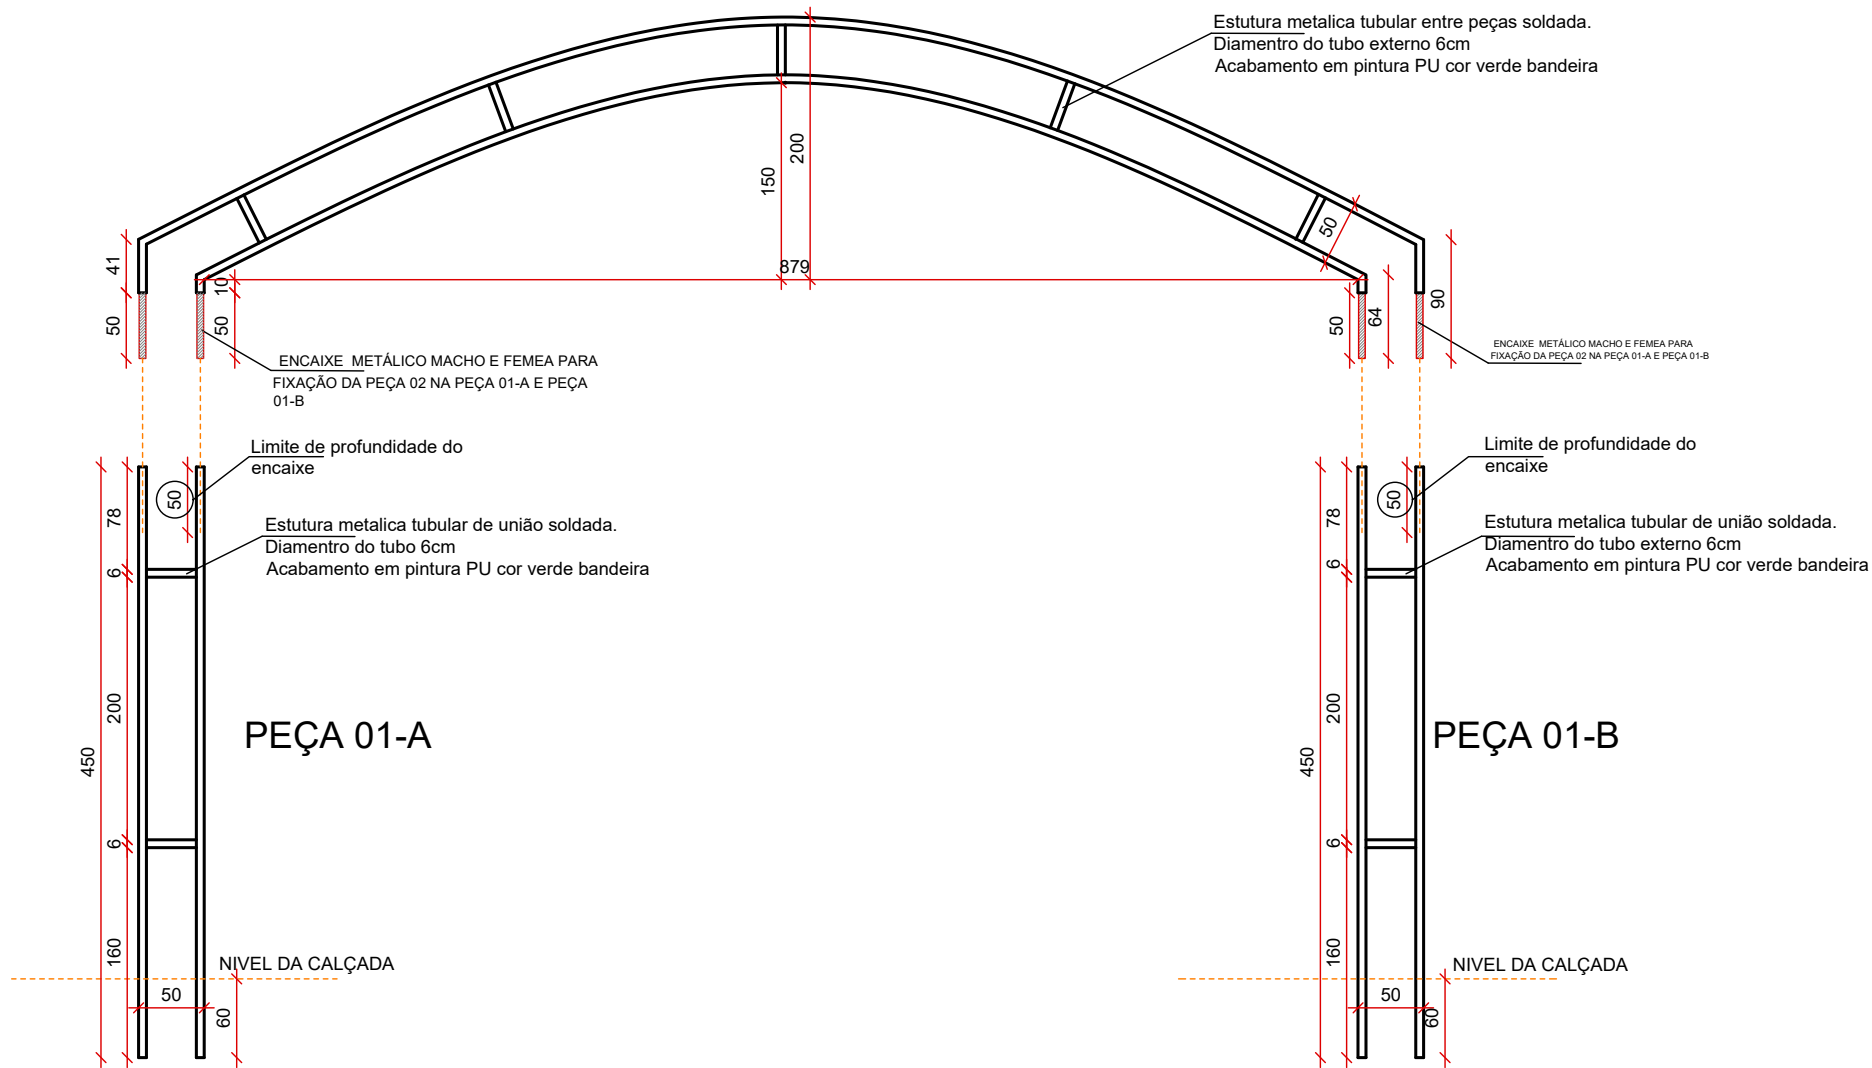 Estutura metalica tubular entre peças soldada.
Diamentro do tubo externo 6cm
Acabamento em pintura PU cor verde bandeira
200
150
50
879
41
10
50
50
50
64
90
ENCAIXE METÁLICO MACHO E FEMEA PARA
FIXAÇÃO DA PEÇA 02 NA PEÇA 01-A E PEÇA
01-B
ENCAIXE METÁLICO MACHO E FEMEA PARA
FIXAÇÃO DA PEÇA 02 NA PEÇA 01-A E PEÇA 01-B
Limite de profundidade do
encaixe
50
78
Estutura metalica tubular de união soldada.
Diamentro do tubo 6cm
Acabamento em pintura PU cor verde bandeira
6
200
PEÇA 01-A
450
6
160
NIVEL DA CALÇADA
50
60
Limite de profundidade do
encaixe
50
78
Estutura metalica tubular de união soldada.
Diamentro do tubo externo 6cm
Acabamento em pintura PU cor verde bandeira
6
200
PEÇA 01-B
450
6
160
NIVEL DA CALÇADA
50
60